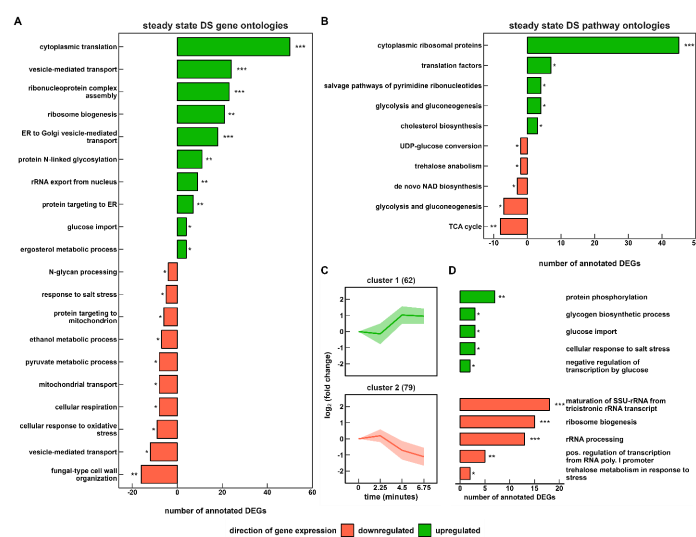 A
steady state DS gene ontologies
cytoplasmic translation
***
vesicle-mediated transport
***
ribonucleoprotein complex
assembly
***
ribosome biogenesis
**
ER to Golgi vesicle-mediated
transport
***
protein N-linked glycosylation
**
rRNA export from nucleus
**
protein targeting to ER
**
glucose import
*
ergosterol metabolic process
*
N-glycan processing
*
response to salt stress
*
protein targeting to
mitochondrion
*
ethanol metabolic process
*
pyruvate metabolic process
*
mitochondrial transport
*
cellular respiration
*
cellular response to oxidative
stress
*
vesicle-mediated transport
*
fungal-type cell wall
organization
**
-20 0 20 40 60
number of annotated DEGs
B
steady state DS pathway ontologies
cytoplasmic ribosomal proteins
***
translation factors
*
salvage pathways of pyrimidine ribonucleotides
*
glycolysis and gluconeogenesis
*
cholesterol biosynthesis
*
UDP-glucose conversion
*
trehalose anabolism
*
de novo NAD biosynthesis
*
glycolysis and gluconeogenesis
*
TCA cycle
**
-10 0 10 20 30 40 50
number of annotated DEGs
C
cluster 1 (62)
2
1
0
-1
-2
log₂ (fold change)
cluster 2 (79)
2
1
0
-1
-2
0 2.25 4.5 6.75
time (minutes)
D
protein phosphorylation
**
glycogen biosynthetic process
*
glucose import
*
cellular response to salt stress
*
negative regulation of
transcription by glucose
*
maturation of SSU-rRNA from
tricistronic rRNA transcript
***
ribosome biogenesis
***
rRNA processing
***
pos. regulation of transcription
from RNA poly. I promoter
**
trehalose metabolism in response to
stress
*
0 5 10 15 20
number of annotated DEGs
direction of gene expression downregulated upregulated